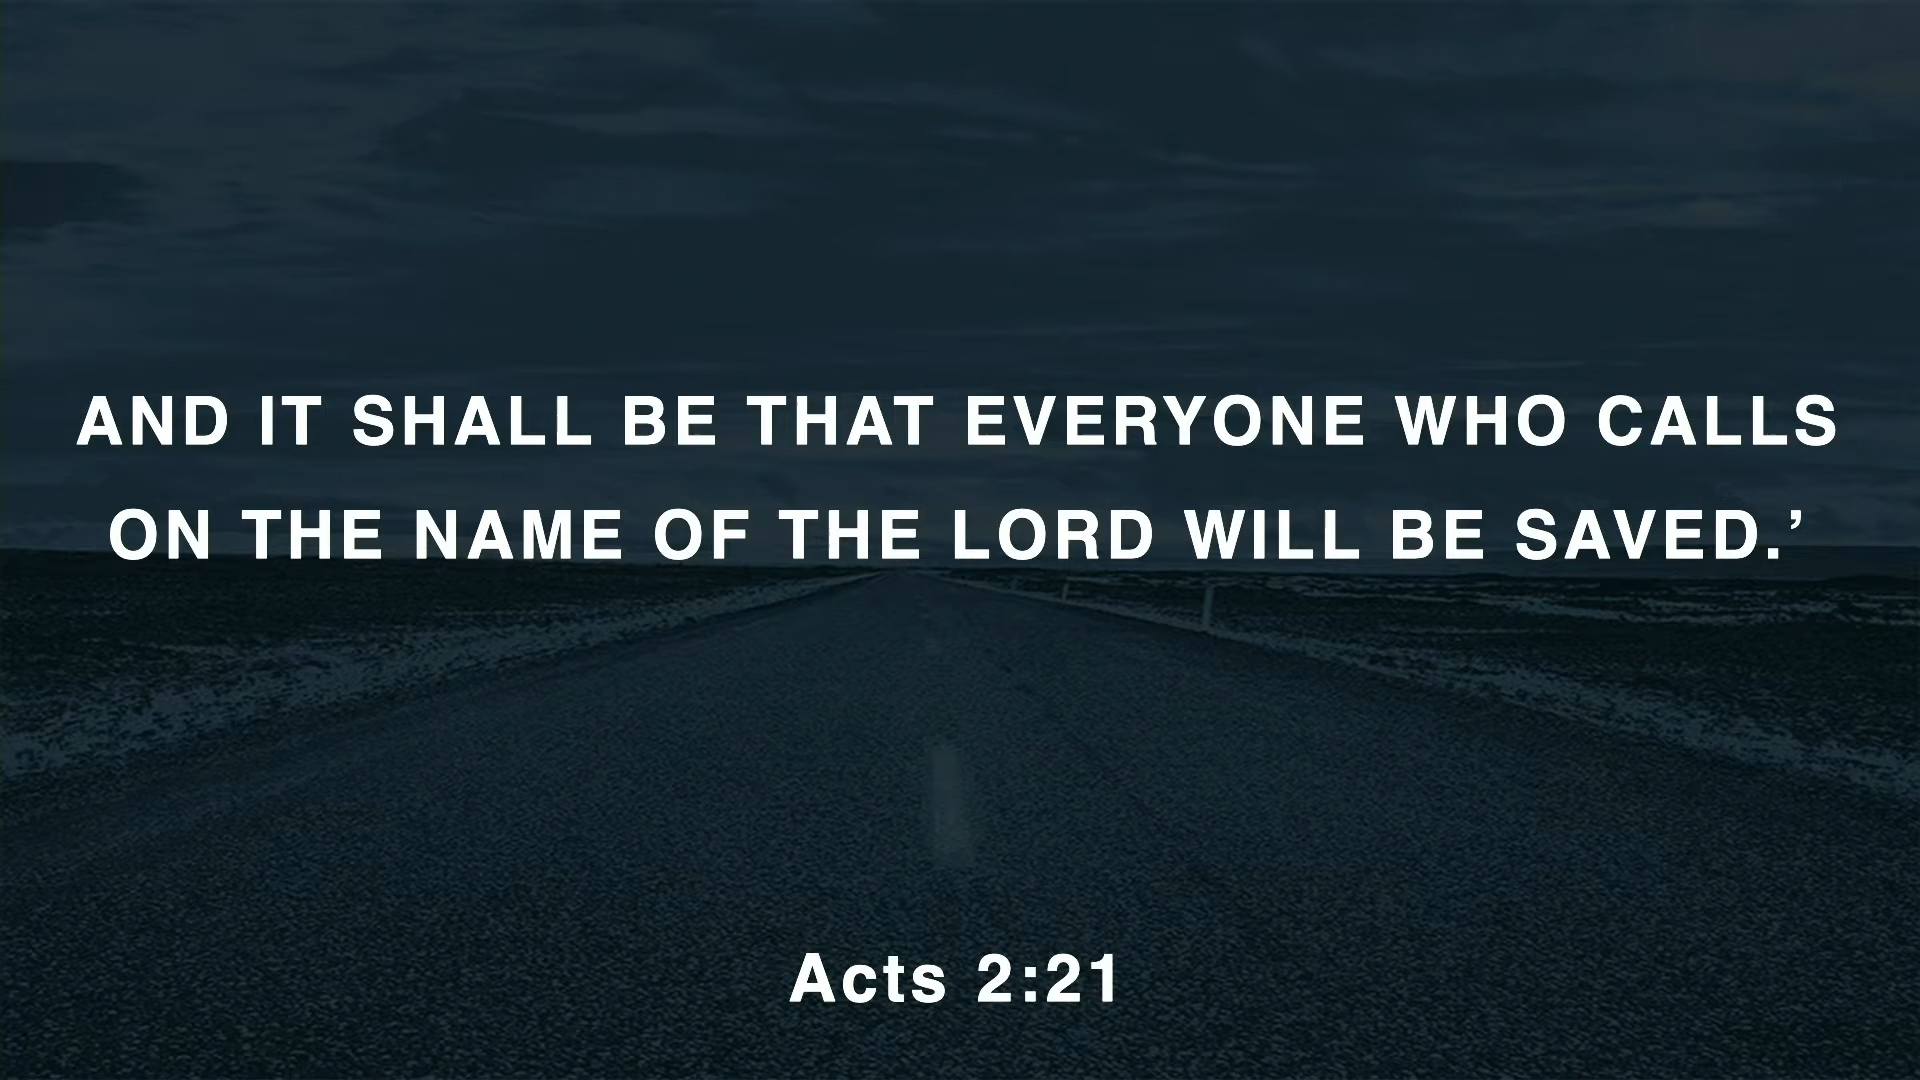 AND IT SHALL BE THAT EVERYONE WHO CALLS
ON THE NAME OF THE LORD WILL BE SAVED.’
Acts 2:21